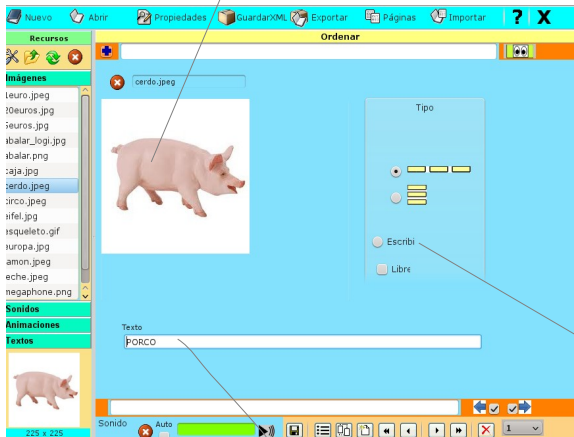 Nuevo Abrir Propiedades GuardarXML Exportar Páginas Importar ? X
Recursos
Ordenar
Imágenes
1euro.jpeg
20euros.jpg
5euros.jpg
abalar_logi.jpg
abalar.png
caja.jpg
cerdo.jpeg
circo.jpeg
eifel.jpg
esqueleto.gif
europa.jpg
jamon.jpeg
leche.jpeg
megaphone.png
Sonidos
Animaciones
Textos
225 x 225
cerdo.jpeg
Tipo
Escribi
Libre
Texto
PORCO
Sonido Auto
1